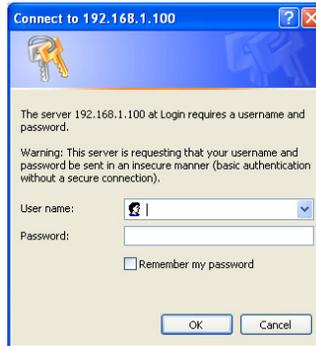 Connect to 192.168.1.100
The server 192.168.1.100 at Login requires a username and
password.
Warning: This server is requesting that your username and
password be sent in an insecure manner (basic authentication
without a secure connection).
User name:
Password:
Remember my password
OK
Cancel